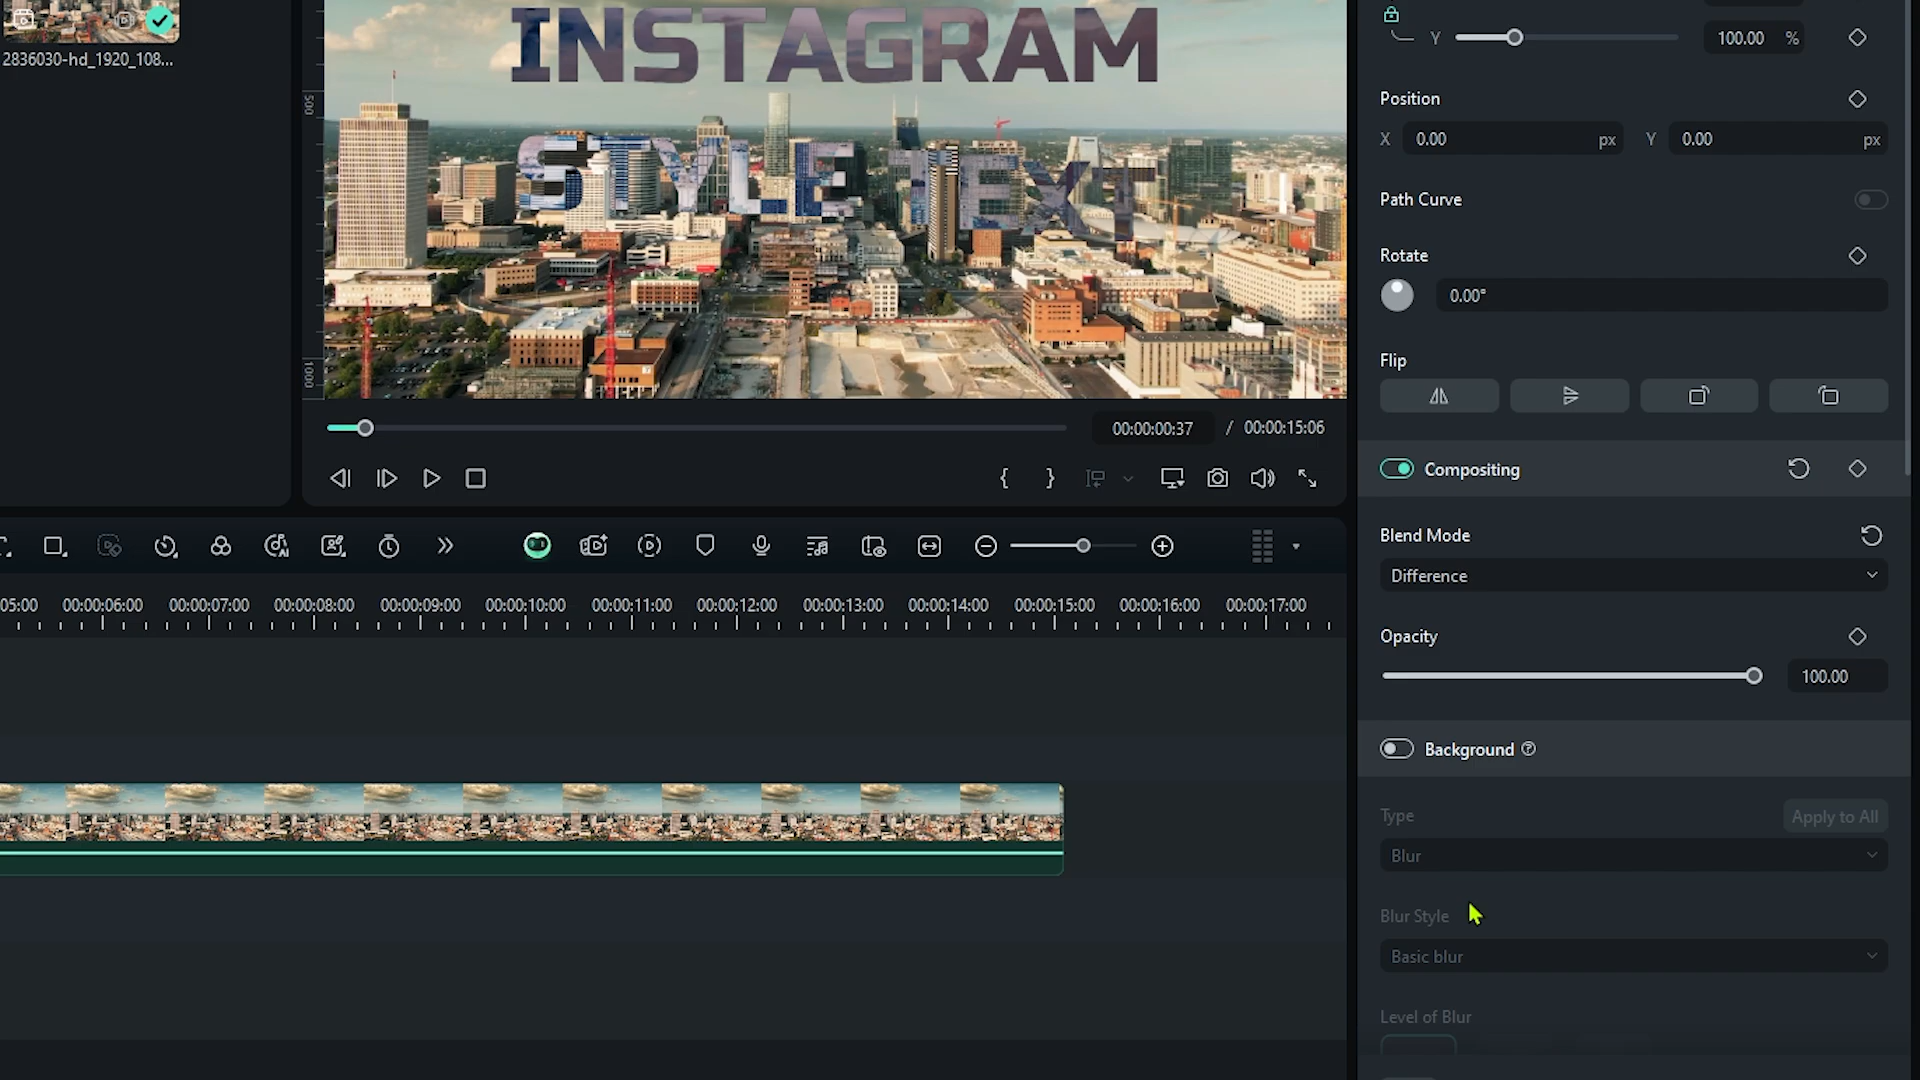 INSTAGRAM
STYLE TEXT
2836030-hd_1920_108...
500
1000
00:00:00:37 / 00:00:15:06
05:00 00:00:06:00 00:00:07:00 00:00:08:00 00:00:09:00 00:00:10:00 00:00:11:00 00:00:12:00 00:00:13:00 00:00:14:00 00:00:15:00 00:00:16:00 00:00:17:00
Y 100.00 %
Position
X 0.00 px Y 0.00 px
Path Curve
Rotate
0.00°
Flip
Compositing
Blend Mode
Difference
Opacity
100.00
Background
Type Apply to All
Blur
Blur Style
Basic blur
Level of Blur